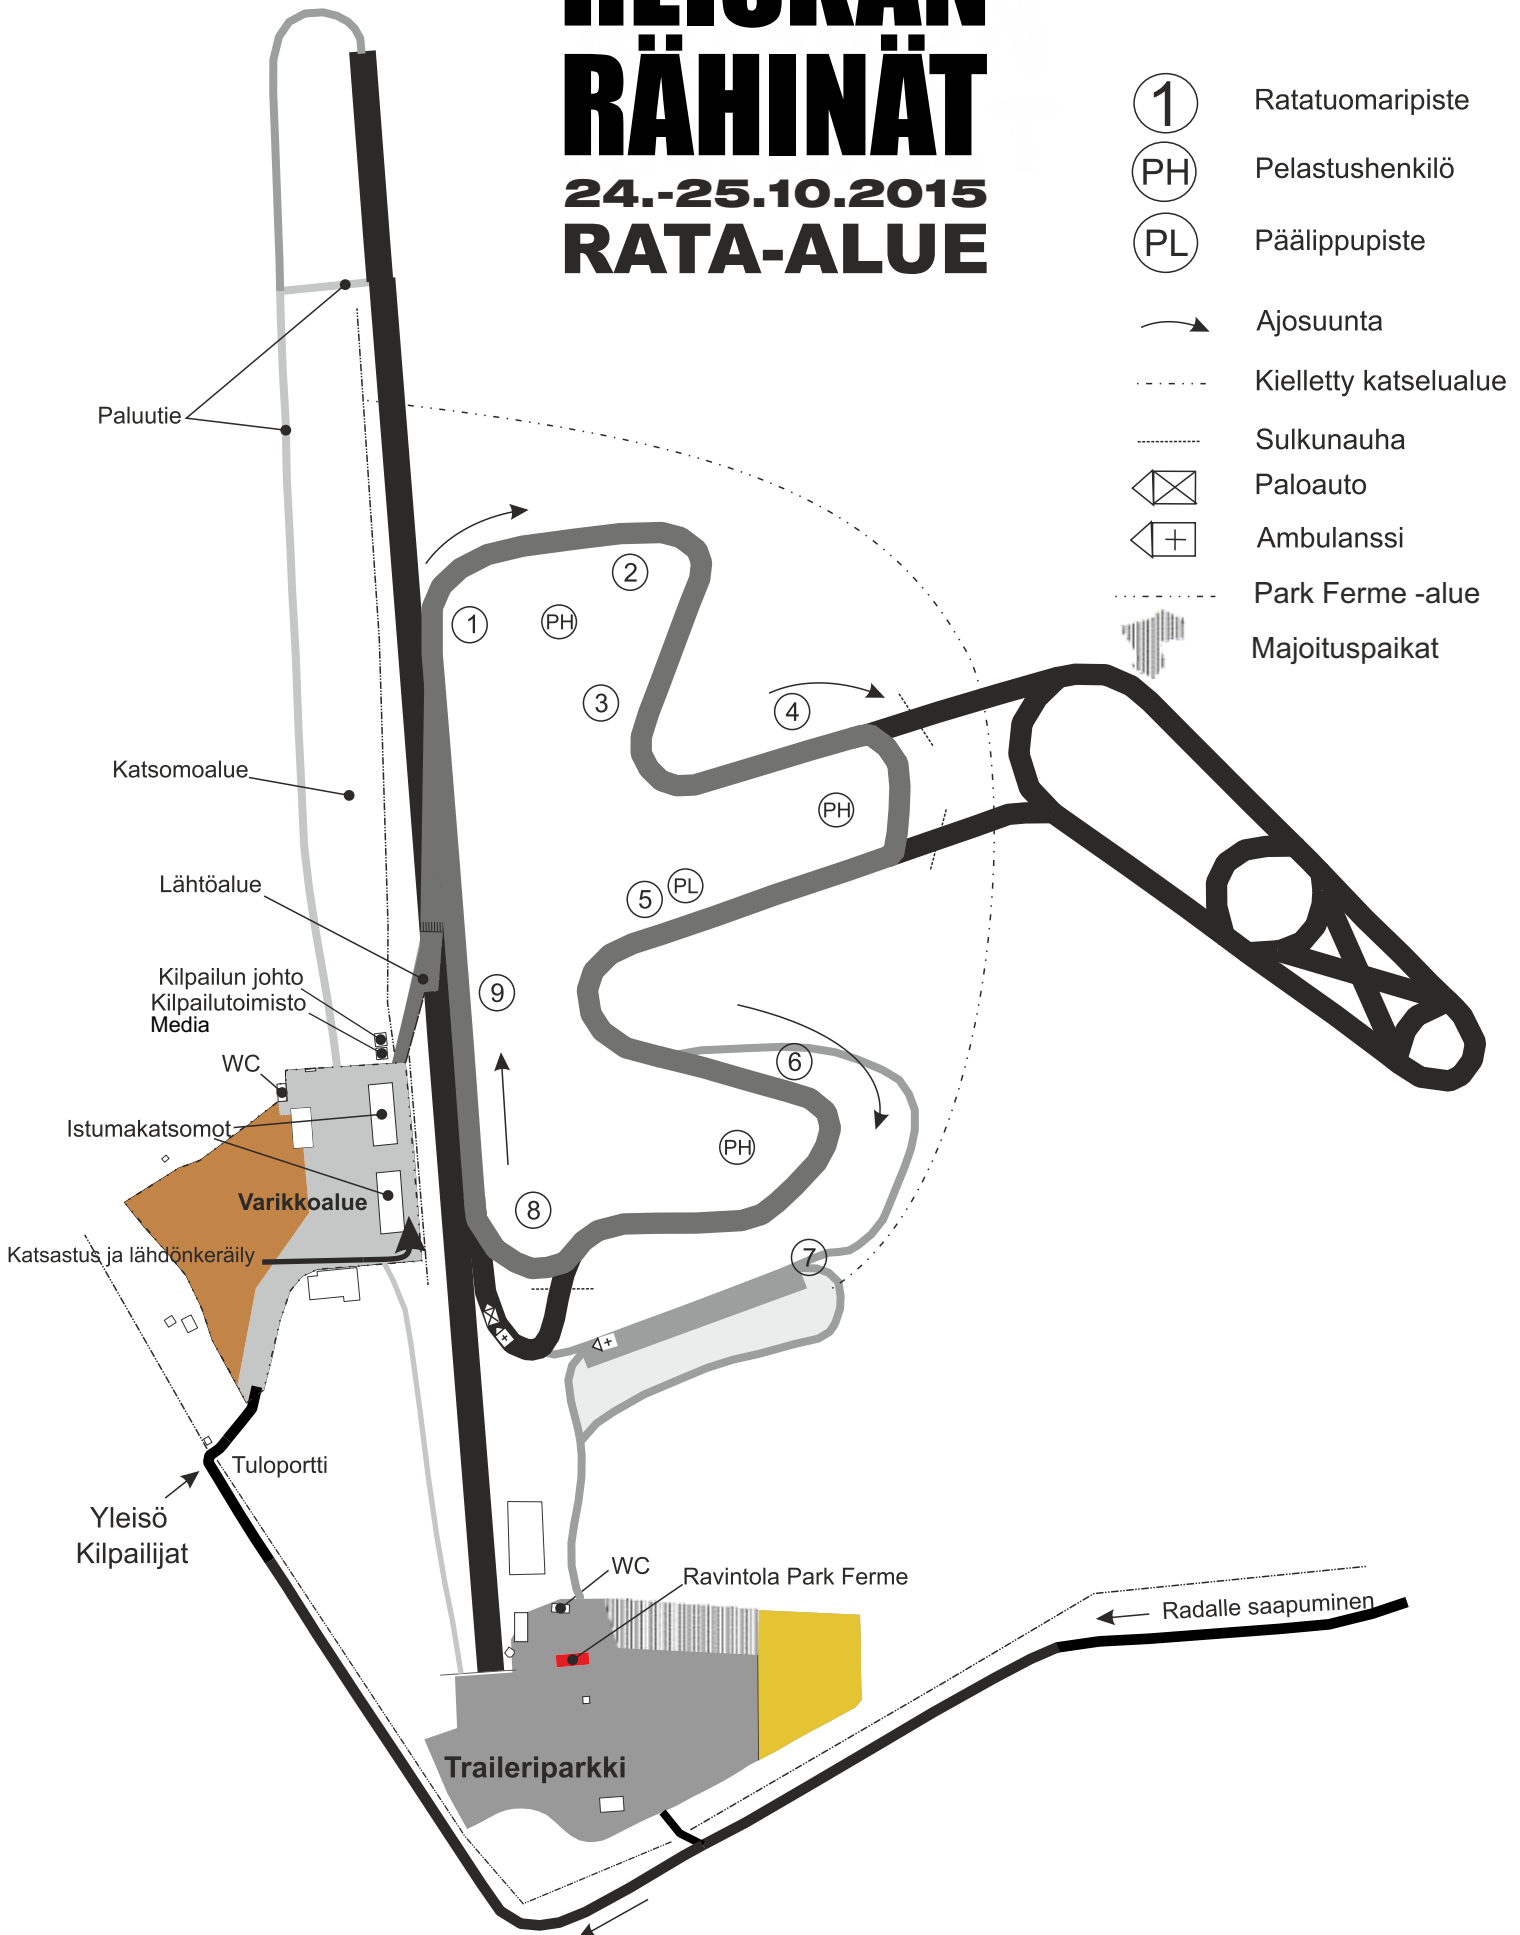 RÄHINÄT
24.-25.10.2015
RATA-ALUE
1 Ratatuomaripiste
PH Pelastushenkilö
PL Päälippupiste
Ajosuunta
Kielletty katselualue
Sulkunauha
Paloauto
Ambulanssi
Park Ferme -alue
Majoituspaikat
Paluutie
2
1
PH
3
4
Katsomoalue
PH
Lähtöalue
5
PL
Kilpailun johto
9
Kilpailutoimisto
Media
WC
6
Istumakatsomot
PH
Varikkoalue
8
Katsastus ja lähdönkeräily
7
Tuloportti
Yleisö
Kilpailijat
WC
Ravintola Park Ferme
Radalle saapuminen
Traileriparkki